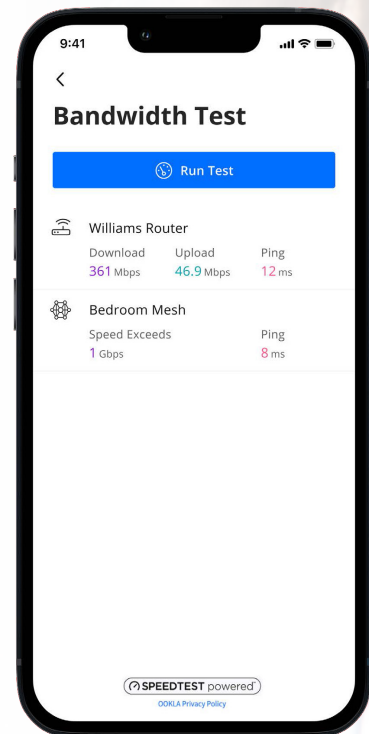 9:41
Bandwidth Test
Run Test
Williams Router
Download Upload Ping
361 Mbps 46.9 Mbps 12 ms
Bedroom Mesh
Speed Exceeds Ping
1 Gbps 8 ms
SPEEDTEST powered
OOKLA Privacy Policy